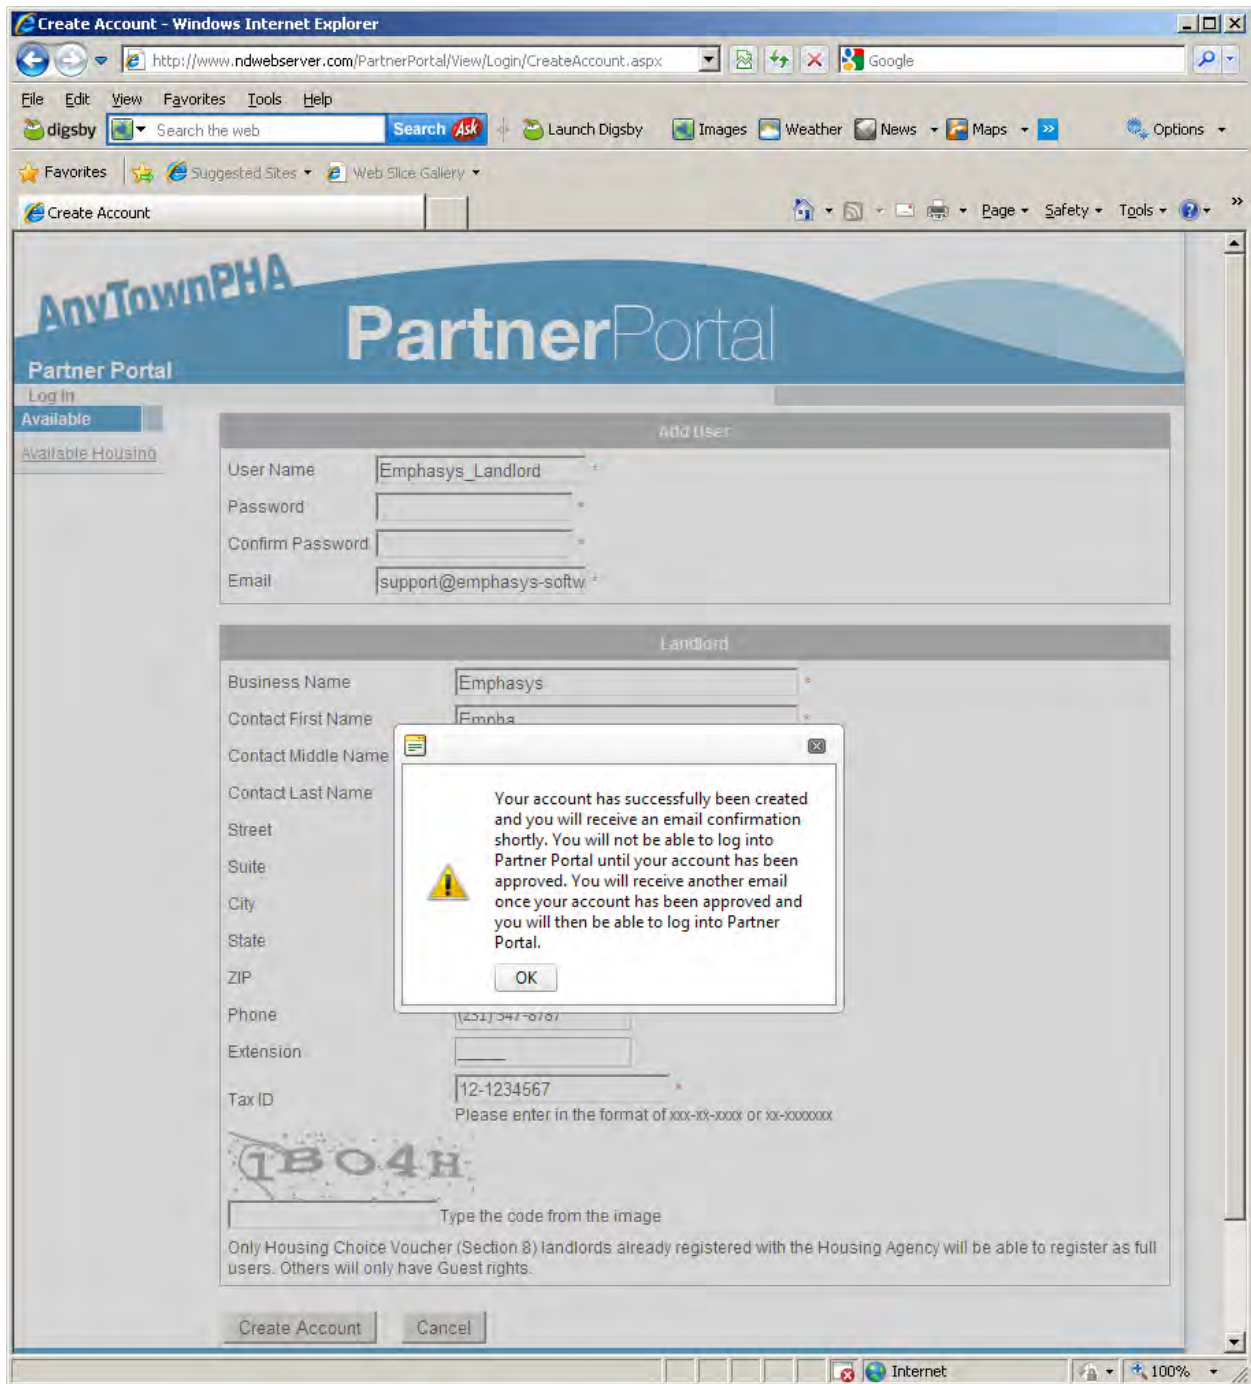 Create Account - Windows Internet Explorer
http://www.ndwebserver.com/PartnerPortal/View/Login/CreateAccount.aspx
Google
File Edit View Favorites Tools Help
digsby Search the web Search Ask Launch Digsby Images Weather News Maps Options
Favorites Suggested Sites Web Slice Gallery
Create Account
Page Safety Tools
AnyTownPHA
PartnerPortal
Partner Portal
Log In
Available
Available Housing
Add User
User Name Emphasys_Landlord *
Password *
Confirm Password *
Email support@emphasys-softw *
Landlord
Business Name Emphasys *
Contact First Name Empha *
Contact Middle Name
Contact Last Name
Street
Suite
City
State
ZIP
Phone (231) 547-8787
Extension
Tax ID 12-1234567 *
Please enter in the format of xxx-xx-xxxx or xx-xxxxxxx
1BO4H
Type the code from the image
Only Housing Choice Voucher (Section 8) landlords already registered with the Housing Agency will be able to register as full
users. Others will only have Guest rights.
Create Account Cancel
Your account has successfully been created
and you will receive an email confirmation
shortly. You will not be able to log into
Partner Portal until your account has been
approved. You will receive another email
once your account has been approved and
you will then be able to log into Partner
Portal.
OK
Internet 100%